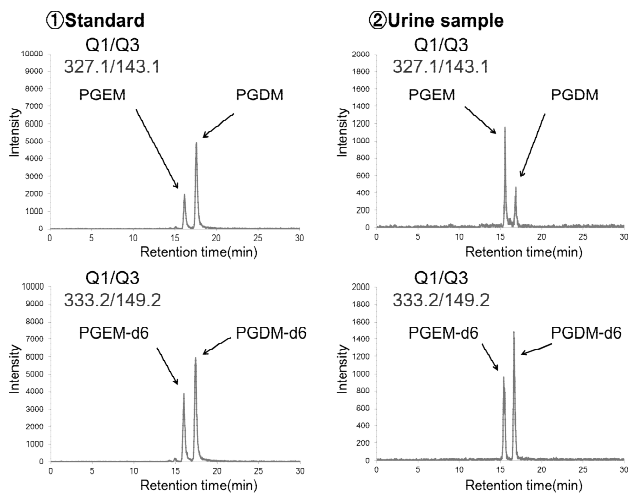 ①Standard
Q1/Q3
327.1/143.1
PGEM
PGDM
Intensity
10000
9000
8000
7000
6000
5000
4000
3000
2000
1000
0
0 5 10 15 20 25 30
Retention time(min)
②Urine sample
Q1/Q3
327.1/143.1
PGEM
PGDM
Intensity
2000
1800
1600
1400
1200
1000
800
600
400
200
0
0 5 10 15 20 25 30
Retention time(min)
Q1/Q3
333.2/149.2
PGEM-d6
PGDM-d6
Intensity
10000
9000
8000
7000
6000
5000
4000
3000
2000
1000
0
0 5 10 15 20 25 30
Retention time(min)
Q1/Q3
333.2/149.2
PGEM-d6
PGDM-d6
Intensity
2000
1800
1600
1400
1200
1000
800
600
400
200
0
0 5 10 15 20 25 30
Retention time(min)